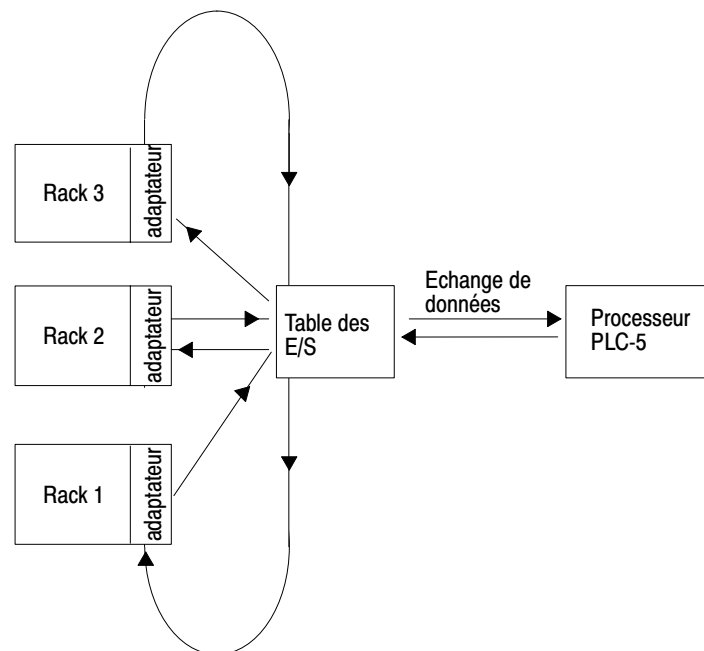 Rack 3
adaptateur
Rack 2
adaptateur
Rack 1
adaptateur
Table des
E/S
Echange de
données
Processeur
PLC-5